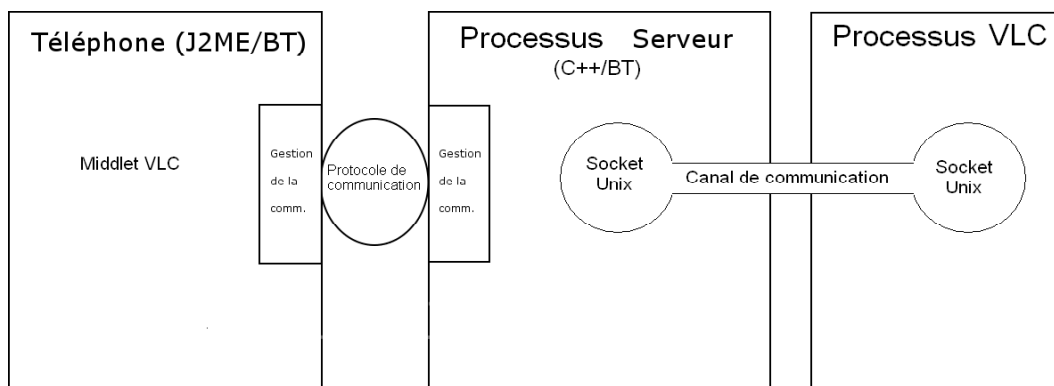 Téléphone (J2ME/BT)
Middlet VLC
Gestion
de la
comm.
Protocole de
communication
Processus Serveur
(C++/BT)
Gestion
de la
comm.
Socket
Unix
Canal de communication
Processus VLC
Socket
Unix